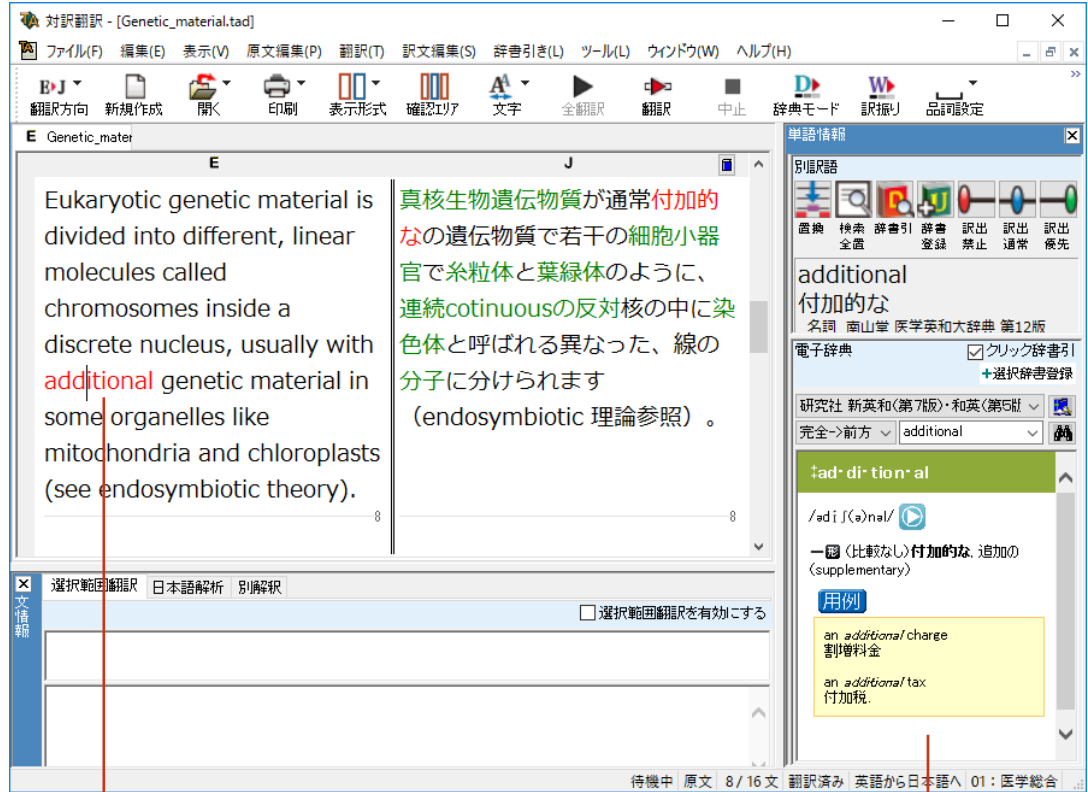 対訳翻訳 - [Genetic_material.tad]
ファイル(F) 編集(E) 表示(V) 原文編集(P) 翻訳(T) 訳文編集(S) 辞書引き(L) ツール(L) ウィンドウ(W) ヘルプ(H)
E›J
翻訳方向 新規作成 開く 印刷 表示形式 確認エリア 文字 全翻訳 翻訳 中止 辞典モード 訳振り 品詞設定
E Genetic_mater
E J
Eukaryotic genetic material is
divided into different, linear
molecules called
chromosomes inside a
discrete nucleus, usually with
additional genetic material in
some organelles like
mitochondria and chloroplasts
(see endosymbiotic theory).
8
真核生物遺伝物質が通常付加的
なの遺伝物質で若干の細胞小器
官で糸粒体と葉緑体のように、
連続cotinuousの反対核の中に染
色体と呼ばれる異なった、線の
分子に分けられます
（endosymbiotic 理論参照）。
8
単語情報
別訳語
置換 検索全置 辞書引 辞書登録 訳出禁止 訳出通常 訳出優先
additional
付加的な
名詞 南山堂 医学英和大辞典 第12版
電子辞典 クリック辞書引
+選択辞書登録
研究社 新英和(第7版)・和英(第5版
完全->前方 additional
‡ad·di·tion·al
/ədíʃ(ə)nəl/
━形 (比較なし) 付加的な, 追加の
(supplementary)
用例
an additional charge
割増料金
an additional tax
付加税.
文情報
選択範囲翻訳 日本語解析 別解釈
選択範囲翻訳を有効にする
待機中 原文 8/16文 翻訳済み 英語から日本語へ 01：医学総合